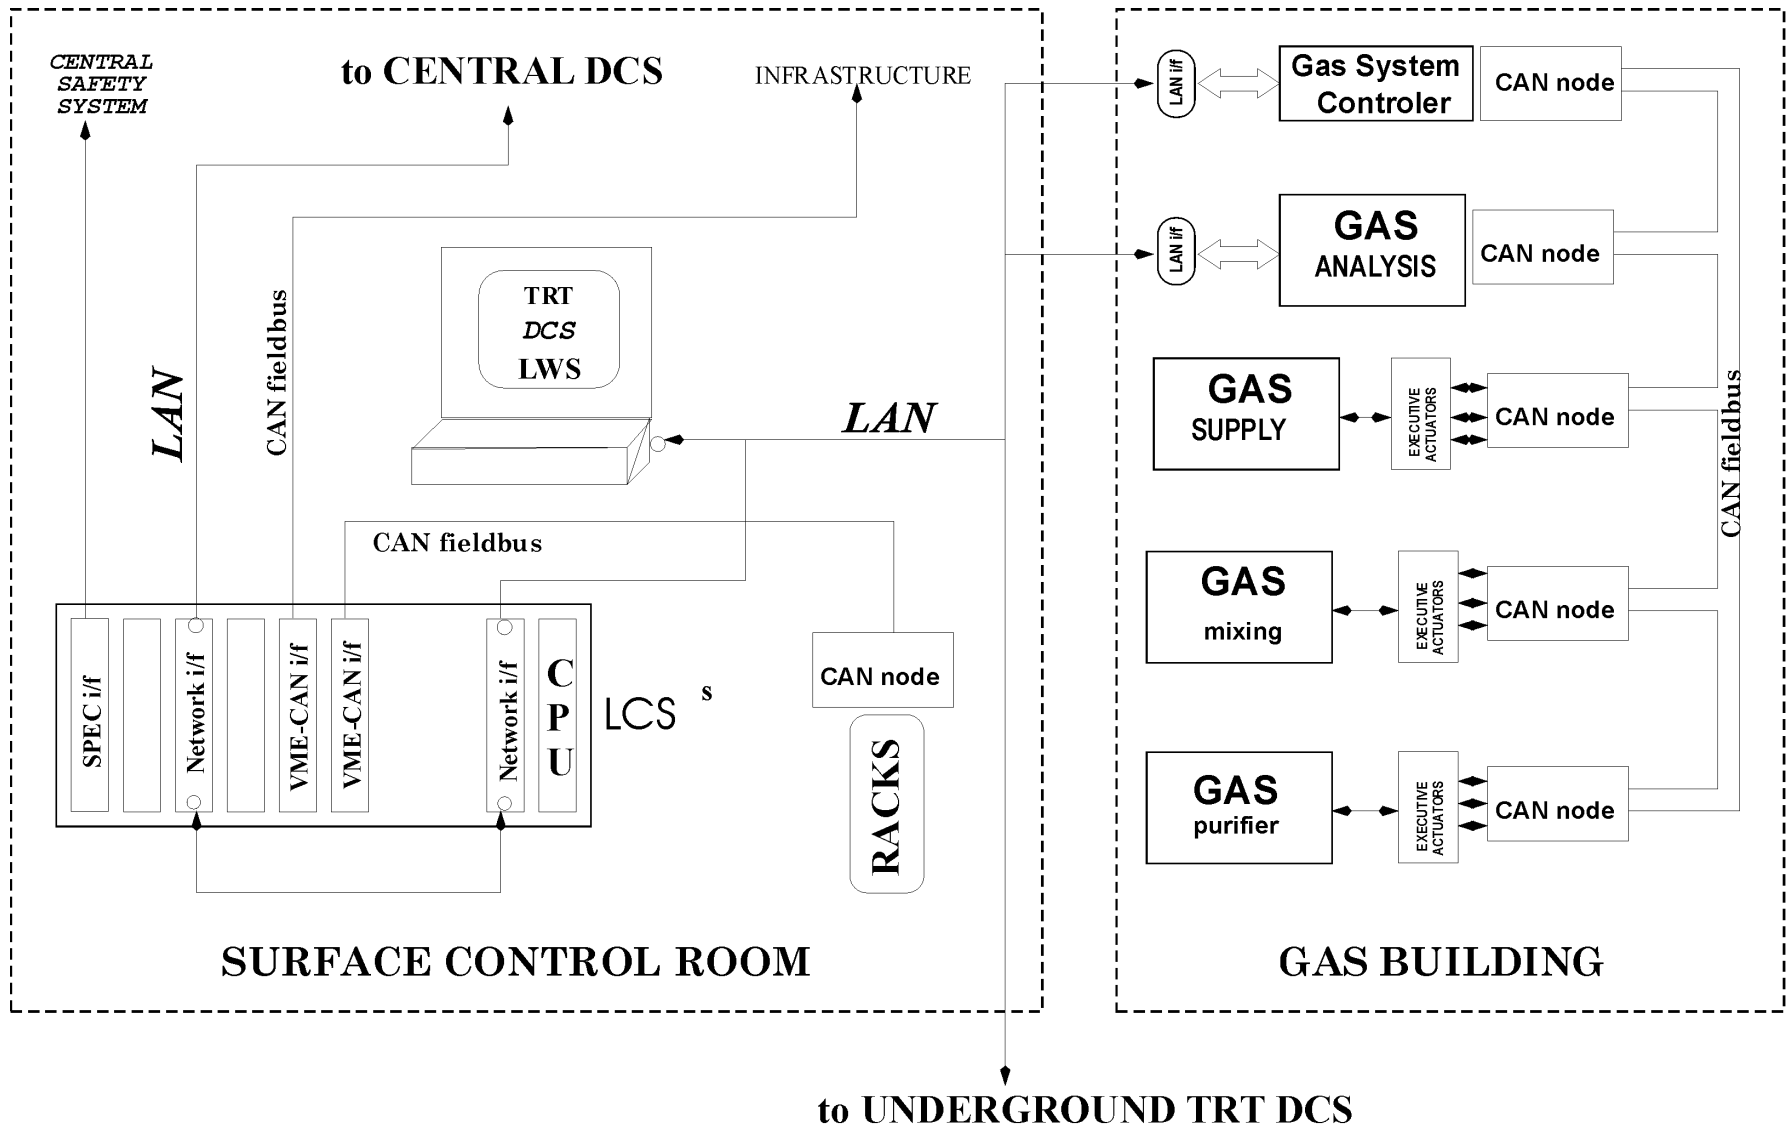 CENTRAL
SAFETY
SYSTEM
to CENTRAL DCS
INFRASTRUCTURE
LAN
CAN fieldbus
TRT
DCS
LWS
LAN
CAN fieldbus
SPEC i/f
Network i/f
VME-CAN i/f
VME-CAN i/f
Network i/f
C
P
U
LCS s
CAN node
RACKS
SURFACE CONTROL ROOM
LAN i/f
Gas System
Controler
CAN node
LAN i/f
GAS
ANALYSIS
CAN node
GAS
SUPPLY
EXECUTIVE
ACTUATORS
CAN node
CAN fieldbus
GAS
mixing
EXECUTIVE
ACTUATORS
CAN node
GAS
purifier
EXECUTIVE
ACTUATORS
CAN node
GAS BUILDING
to UNDERGROUND TRT DCS